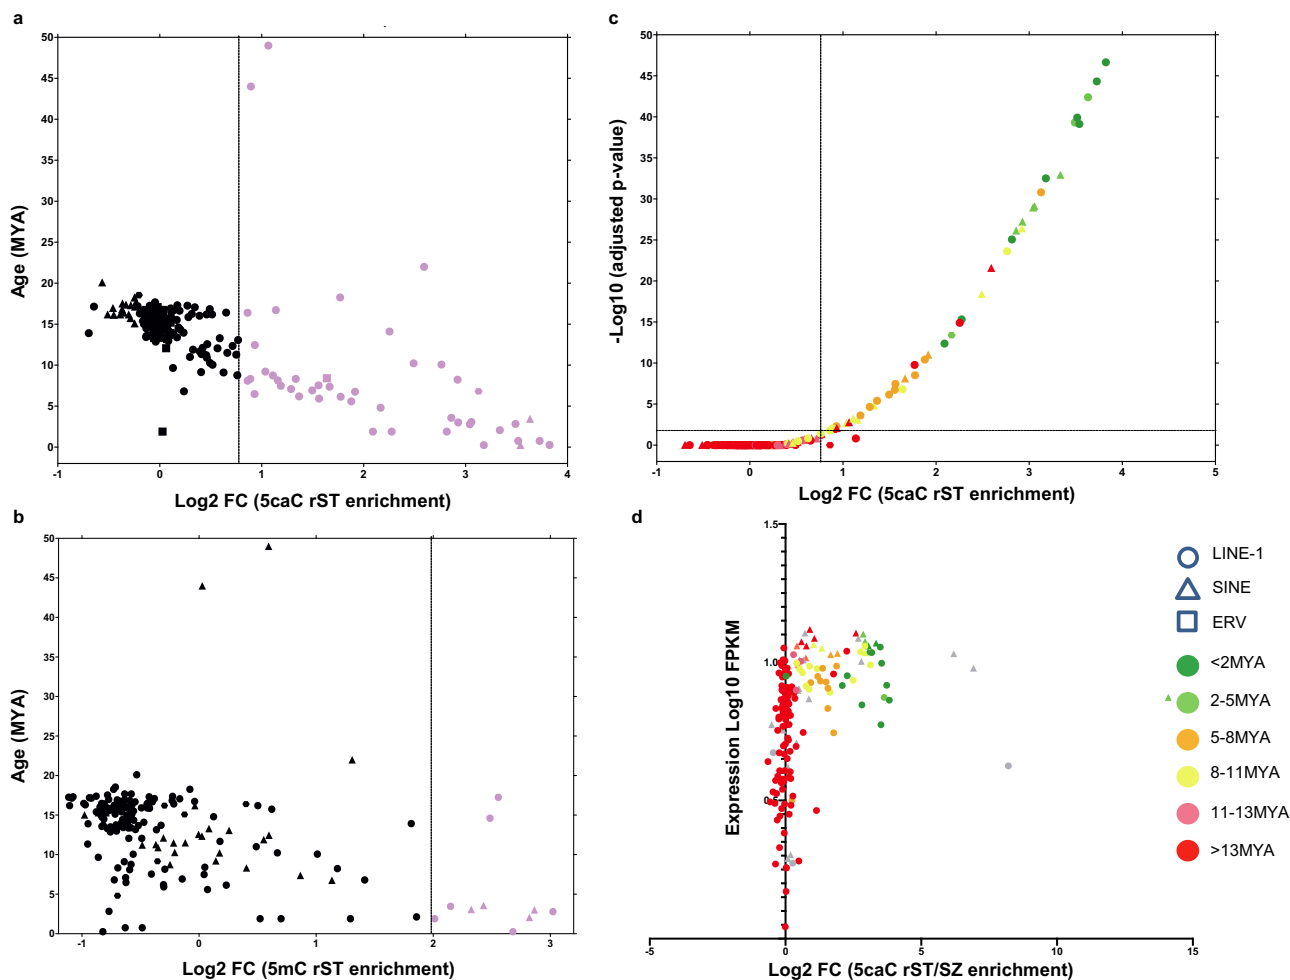 a
50
45
40
35
30
25
20
15
10
5
0
Age (MYA)
-1 0 1 2 3 4
Log2 FC (5caC rST enrichment)
b
50
45
40
35
30
25
20
15
10
5
0
Age (MYA)
-1 0 1 2 3
Log2 FC (5mC rST enrichment)
c
50
45
40
35
30
25
20
15
10
5
0
-Log10 (adjusted p-value)
-1 0 1 2 3 4 5
Log2 FC (5caC rST enrichment)
d
1.5
1.0
0.5
Expression Log10 FPKM
-5 0 5 10 15
Log2 FC (5caC rST/SZ enrichment)
LINE-1
SINE
ERV
<2MYA
2-5MYA
5-8MYA
8-11MYA
11-13MYA
>13MYA